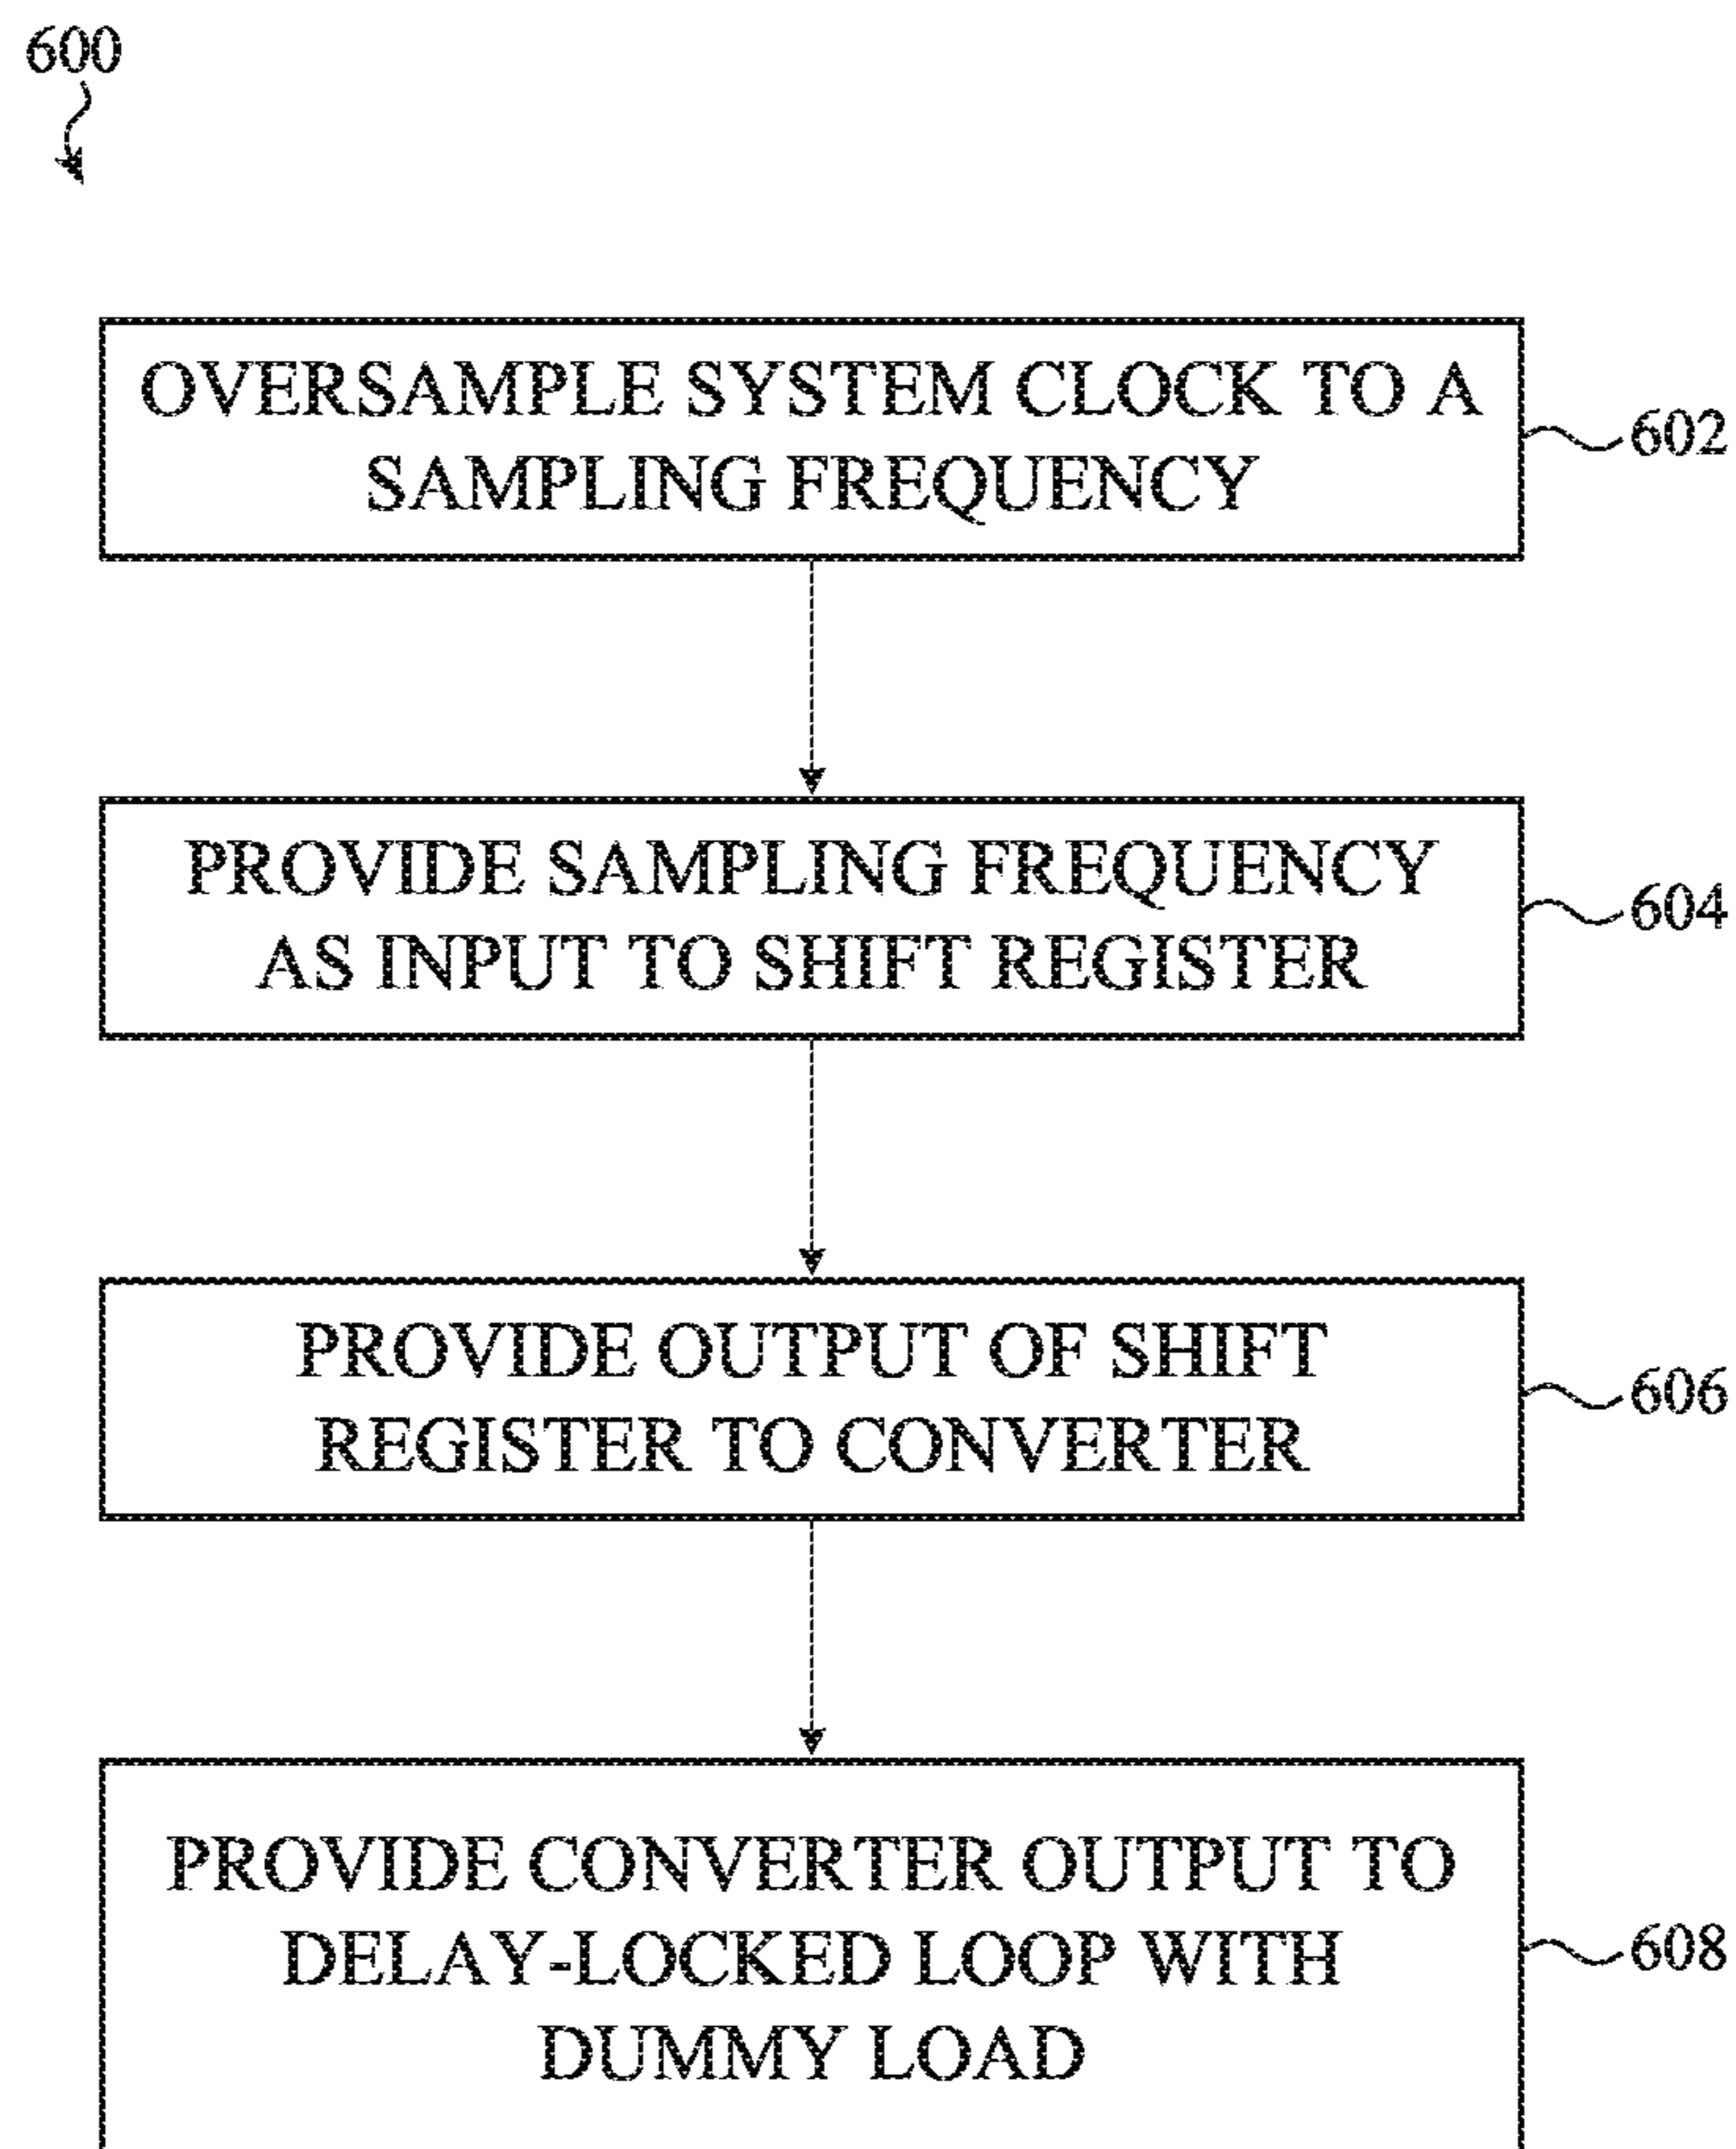 600
OVERSAMPLE SYSTEM CLOCK TO A
SAMPLING FREQUENCY
602
PROVIDE SAMPLING FREQUENCY
AS INPUT TO SHIFT REGISTER
604
PROVIDE OUTPUT OF SHIFT
REGISTER TO CONVERTER
606
PROVIDE CONVERTER OUTPUT TO
DELAY-LOCKED LOOP WITH
DUMMY LOAD
608